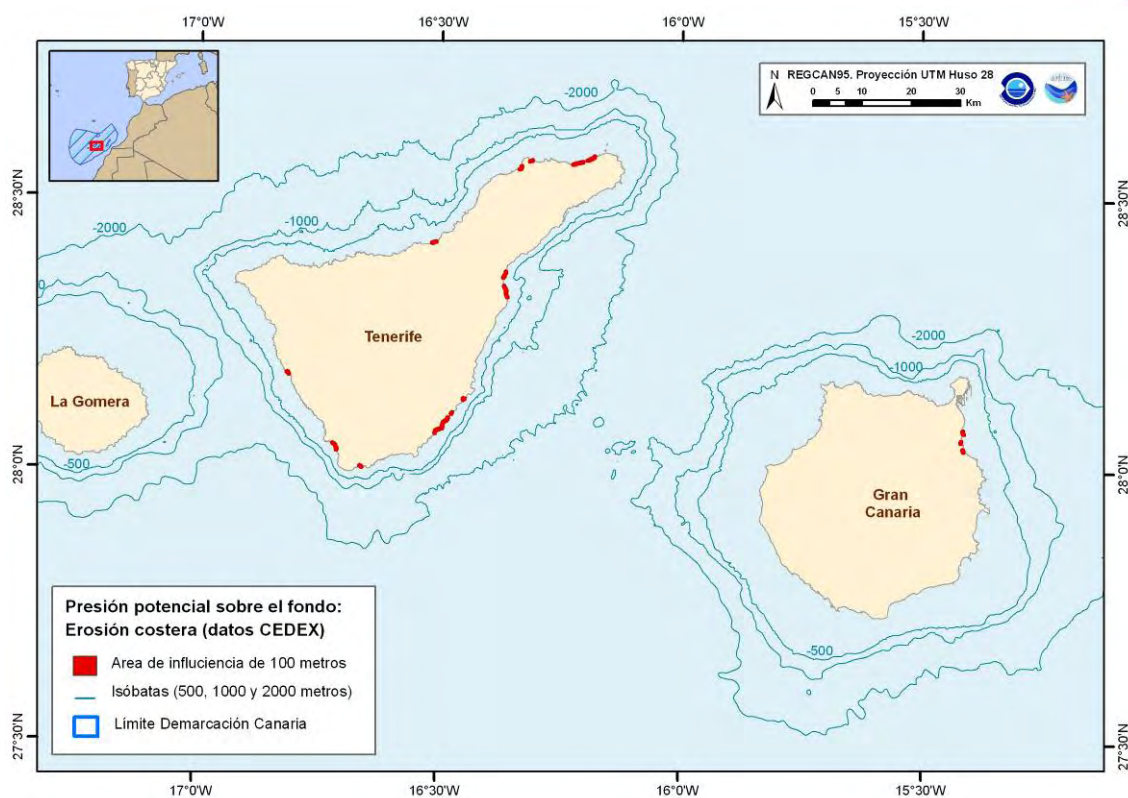 17°0'W
16°30'W
16°0'W
15°30'W
N REGCAN95. Proyección UTM Huso 28
0 5 10 20 30
Km
-2000
28°30'N
28°30'N
-1000
-2000
Tenerife
-2000
-1000
La Gomera
-500
28°0'N
28°0'N
Gran
Canaria
-500
Presión potencial sobre el fondo:
Erosión costera (datos CEDEX)
Area de influciencia de 100 metros
Isóbatas (500, 1000 y 2000 metros)
Límite Demarcación Canaria
27°30'N
27°30'N
17°0'W
16°30'W
16°0'W
15°30'W